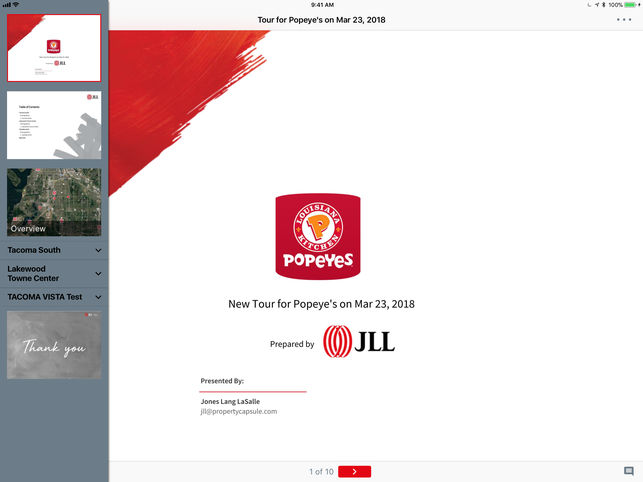 9:41 AM
100%
Tour for Popeye's on Mar 23, 2018
JLL
Table of Contents
Overview
Tacoma South
Lakewood
Towne Center
TACOMA VISTA Test
Thank you
LOUISIANA
P
KITCHEN
POPEYES
New Tour for Popeye's on Mar 23, 2018
Prepared by
JLL
Presented By:
Jones Lang LaSalle
jll@propertycapsule.com
1 of 10